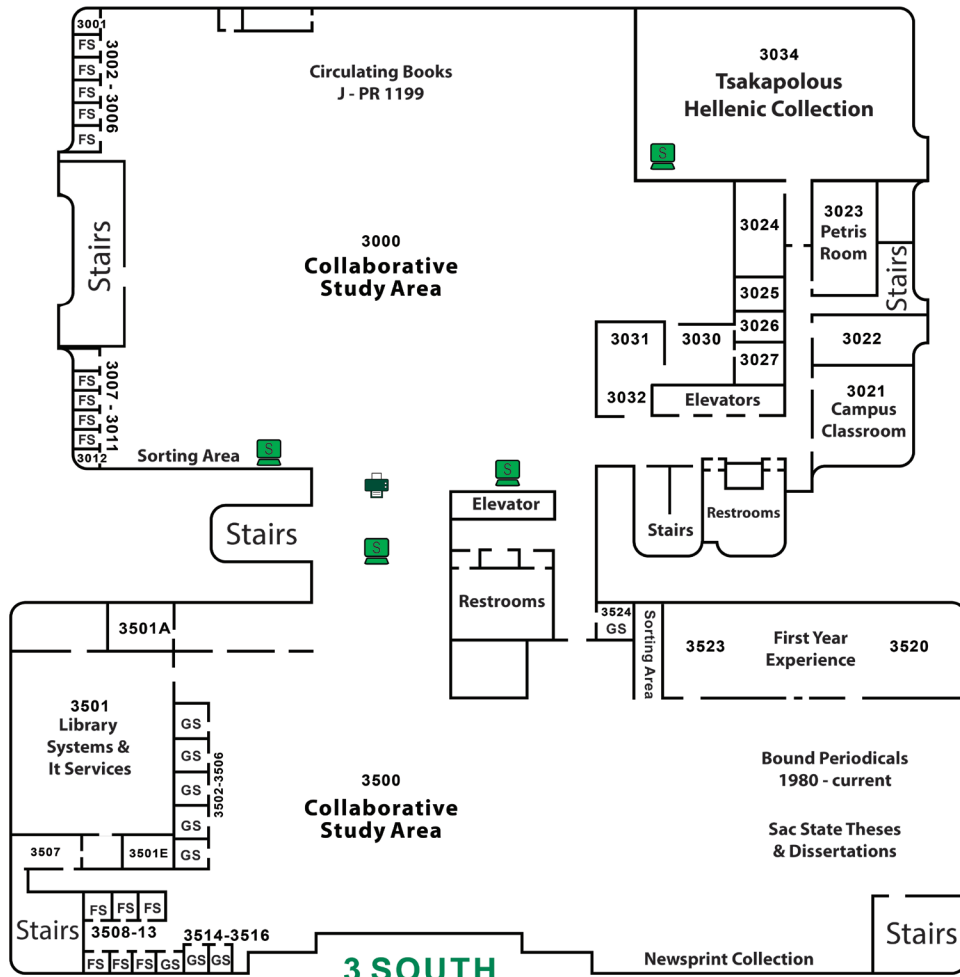 3001
FS
FS
FS
FS
FS
3002 - 3006
Circulating Books
J - PR 1199
3034
Tsakapolous
Hellenic Collection
S
Stairs
3000
Collaborative
Study Area
3024
3023
Petris
Room
Stairs
3025
3026
3027
3031
3030
3032
Elevators
3022
3021
Campus
Classroom
FS
FS
FS
FS
3007 - 3011
3012
Sorting Area
S
S
Elevator
Stairs
S
Stairs
Restrooms
Restrooms
3501A
3524
GS
Sorting Area
3523
First Year
Experience
3520
3501
Library
Systems &
It Services
GS
GS
GS
GS
GS
3502-3506
3500
Collaborative
Study Area
Bound Periodicals
1980 - current
Sac State Theses
& Dissertations
3507
3501E
Stairs
FS
FS
FS
3508-13
3514-3516
FS
FS
FS
GS
GS
GS
Stairs
Newsprint Collection
3 SOUTH